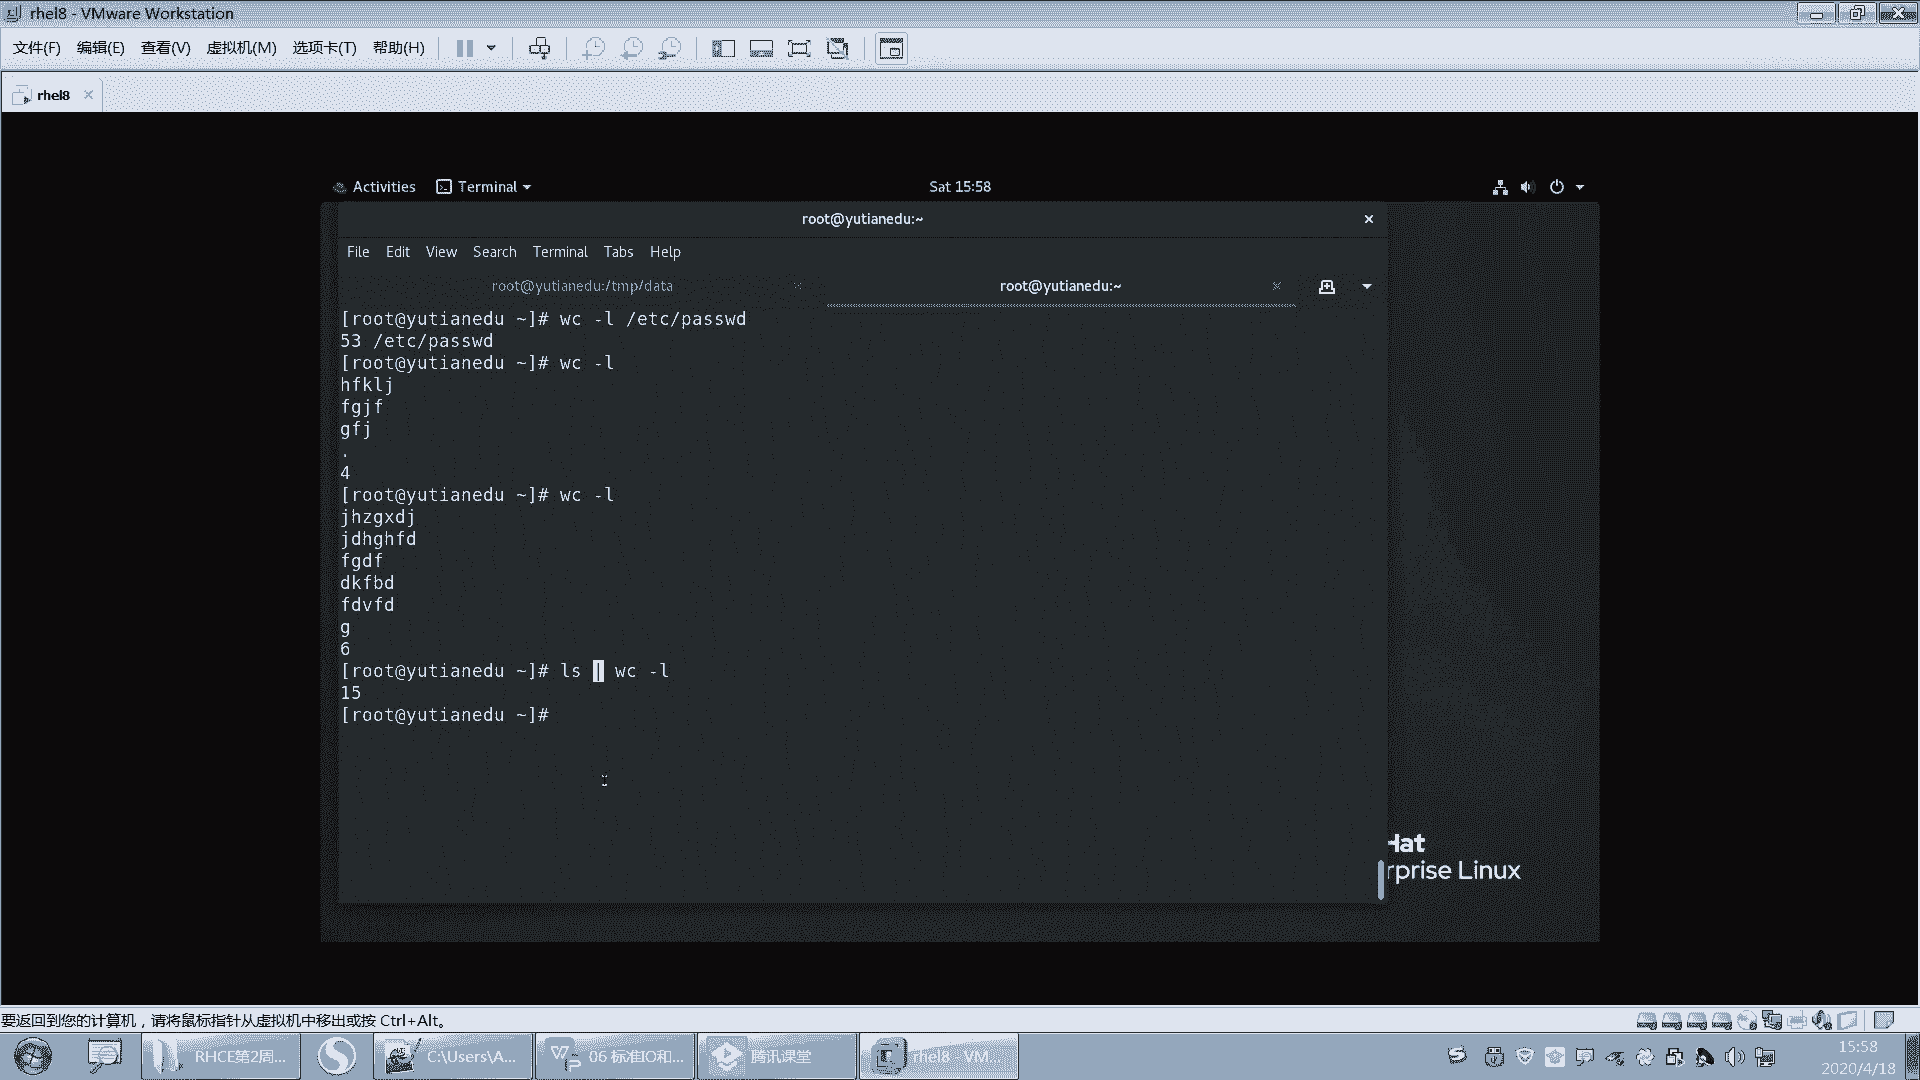 rhel8 - VMware Workstation
文件(F) 编辑(E) 查看(V) 虚拟机(M) 选项卡(T) 帮助(H)
rhel8
Activities Terminal Sat 15:58
root@yutianedu:~
File Edit View Search Terminal Tabs Help
root@yutianedu:/tmp/data root@yutianedu:~
[root@yutianedu ~]# wc -l /etc/passwd
53 /etc/passwd
[root@yutianedu ~]# wc -l
hfklj
fgjf
gfj
.
4
[root@yutianedu ~]# wc -l
jhzgxdj
jdhghfd
fgdf
dkfbd
fdvfd
g
6
[root@yutianedu ~]# ls | wc -l
15
[root@yutianedu ~]#
Hat
rprise Linux
要返回到您的计算机，请将鼠标指针从虚拟机中移出或按 Ctrl+Alt。
RHCE第2周... C:\Users\A... 06 标准IO和... 腾讯课堂 rhel8 - VM... 15:58
2020/4/18